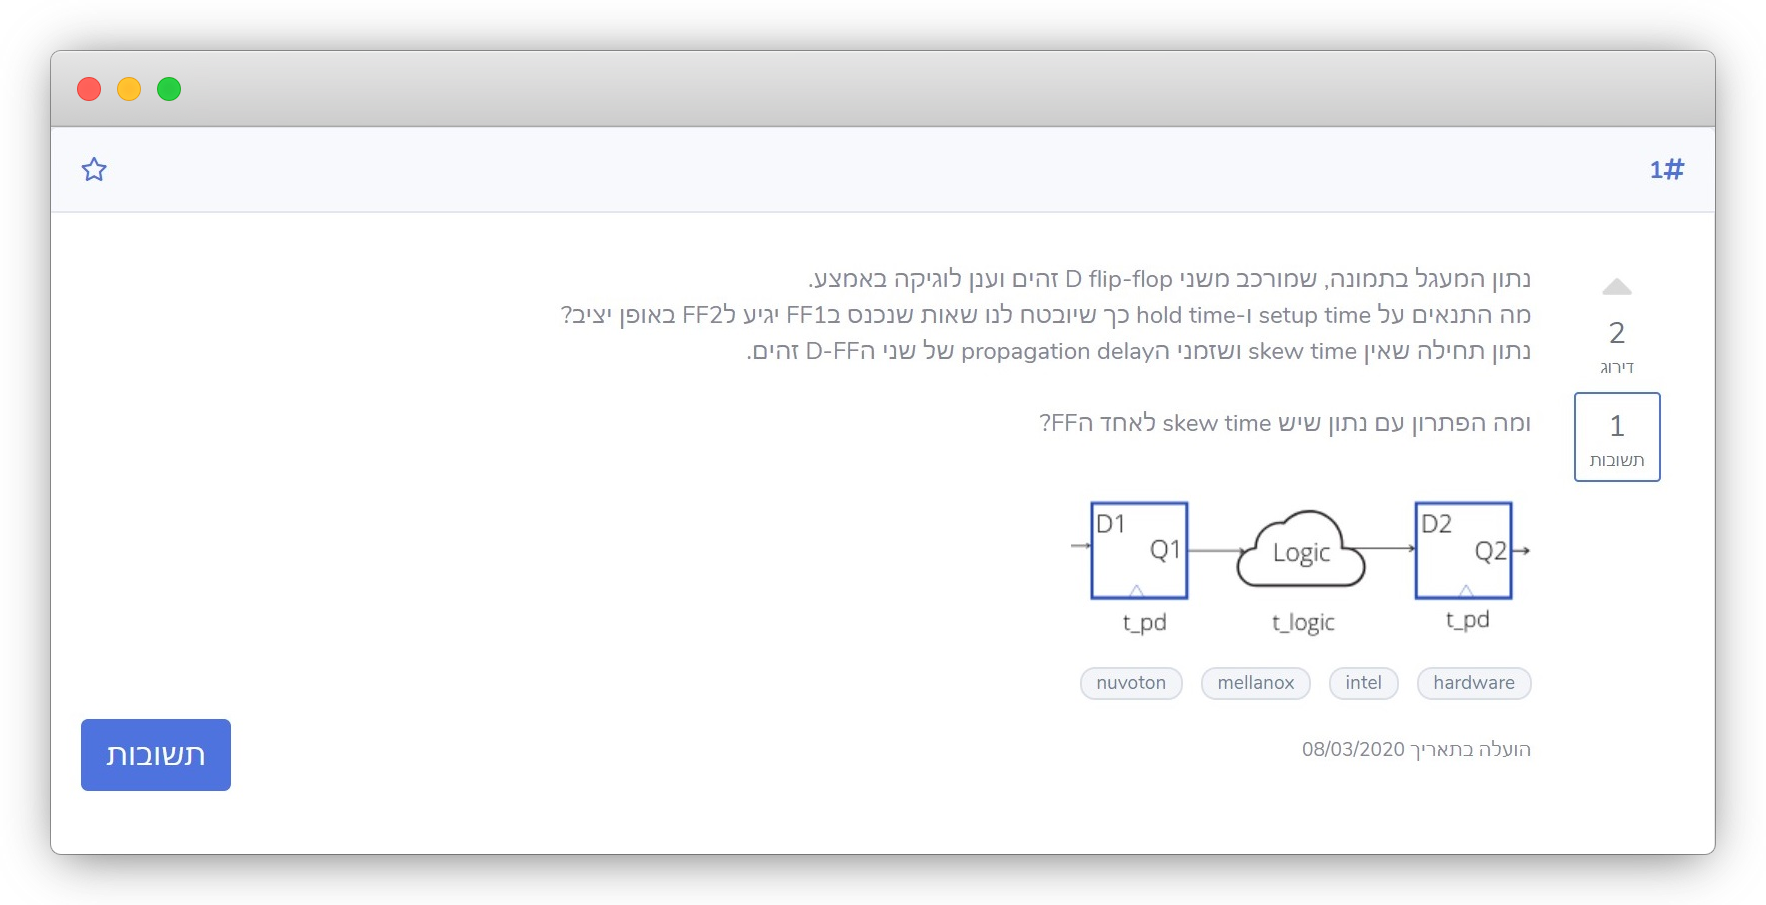 #1
נתון המעגל בתמונה, שמורכב משני D flip-flop זהים וענן לוגיקה באמצע.
מה התנאים על setup time ו-hold time כך שיובטח לנו שאות שנכנס בFF1 יגיע לFF2 באופן יציב?
נתון תחילה שאין skew time ושזמני הpropagation delay של שני הD-FF זהים.
ומה הפתרון עם נתון שיש skew time לאחד הFF?
2
דירוג
1
תשובות
D1
Q1
Logic
D2
Q2
t_pd
t_logic
t_pd
nuvoton
mellanox
intel
hardware
הועלה בתאריך 08/03/2020
תשובות